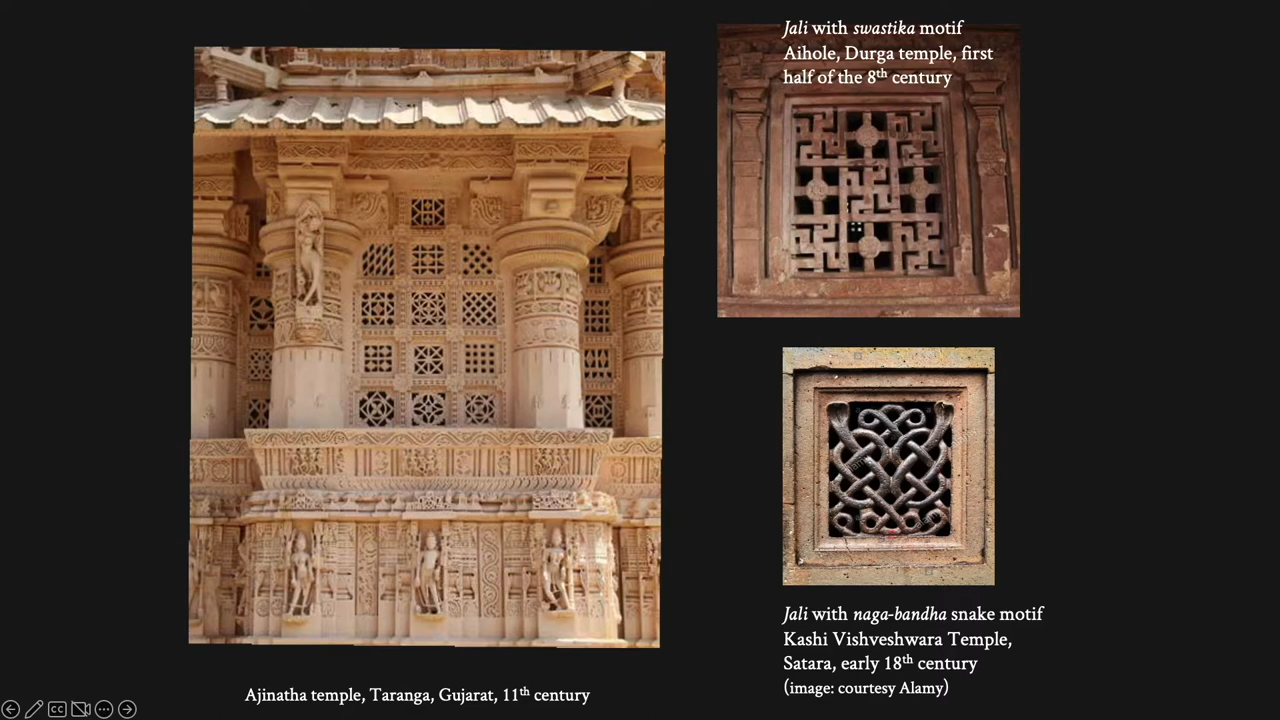 Jali with swastika motif
Aihole, Durga temple, first
half of the 8th century
Jali with naga-bandha snake motif
Kashi Vishveshwara Temple,
Satara, early 18th century
(image: courtesy Alamy)
Ajinatha temple, Taranga, Gujarat, 11th century
CC